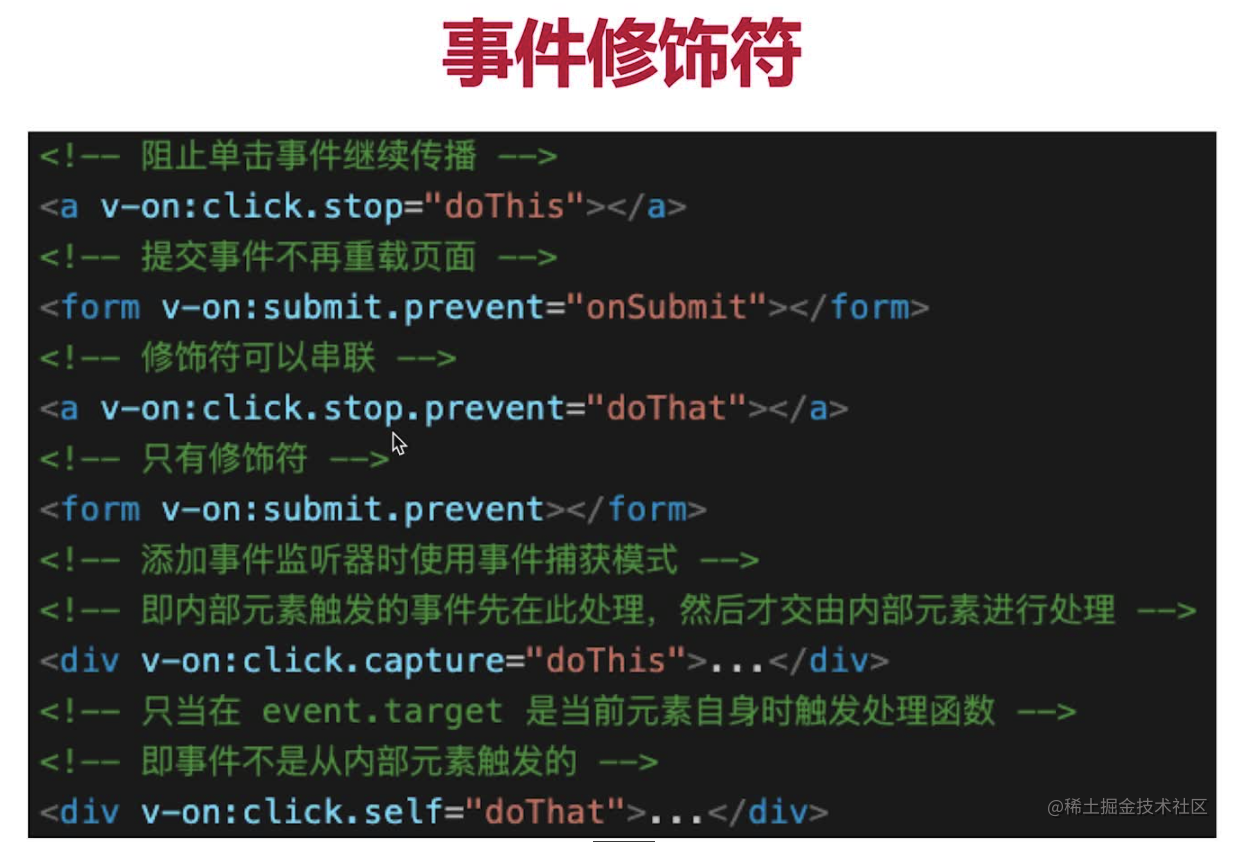 事件修饰符
<!-- 阻止单击事件继续传播 -->
<a v-on:click.stop="doThis"></a>
<!-- 提交事件不再重载页面 -->
<form v-on:submit.prevent="onSubmit"></form>
<!-- 修饰符可以串联 -->
<a v-on:click.stop.prevent="doThat"></a>
<!-- 只有修饰符 -->
<form v-on:submit.prevent></form>
<!-- 添加事件监听器时使用事件捕获模式 -->
<!-- 即内部元素触发的事件先在此处理，然后才交由内部元素进行处理 -->
<div v-on:click.capture="doThis">...</div>
<!-- 只当在 event.target 是当前元素自身时触发处理函数 -->
<!-- 即事件不是从内部元素触发的 -->
<div v-on:click.self="doThat">...</div>
@稀土掘金技术社区